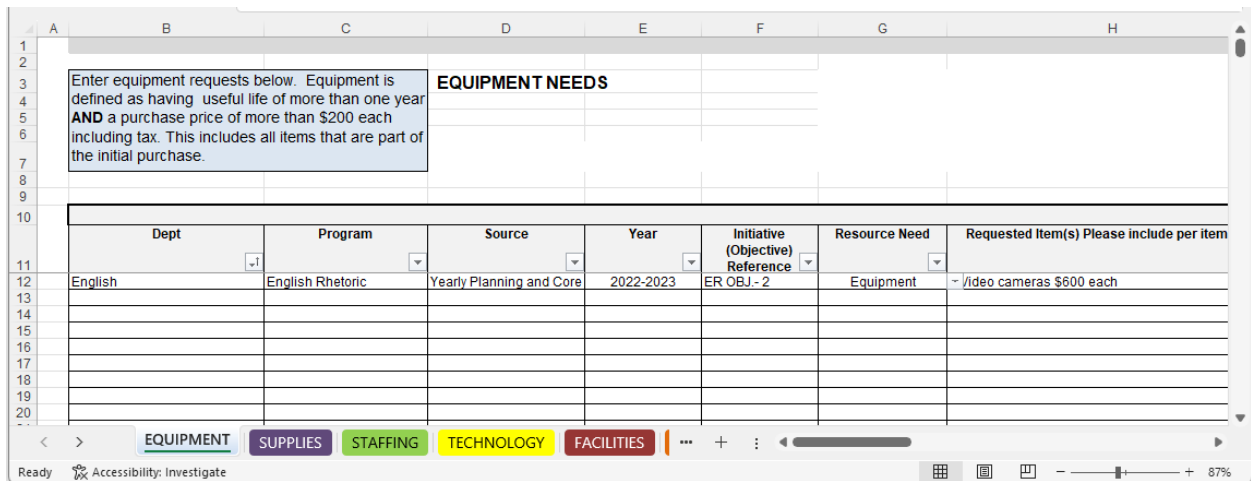 A B C D E F G H
1
2
3
4
5
6
7
8
9
10
11
12
13
14
15
16
17
18
19
20
Enter equipment requests below. Equipment is
defined as having useful life of more than one year
AND a purchase price of more than $200 each
including tax. This includes all items that are part of
the initial purchase.
EQUIPMENT NEEDS
Dept Program Source Year Initiative (Objective) Reference Resource Need Requested Item(s) Please include per item
English English Rhetoric Yearly Planning and Core 2022-2023 ER OBJ.- 2 Equipment /ideo cameras $600 each
EQUIPMENT SUPPLIES STAFFING TECHNOLOGY FACILITIES
Ready Accessibility: Investigate 87%